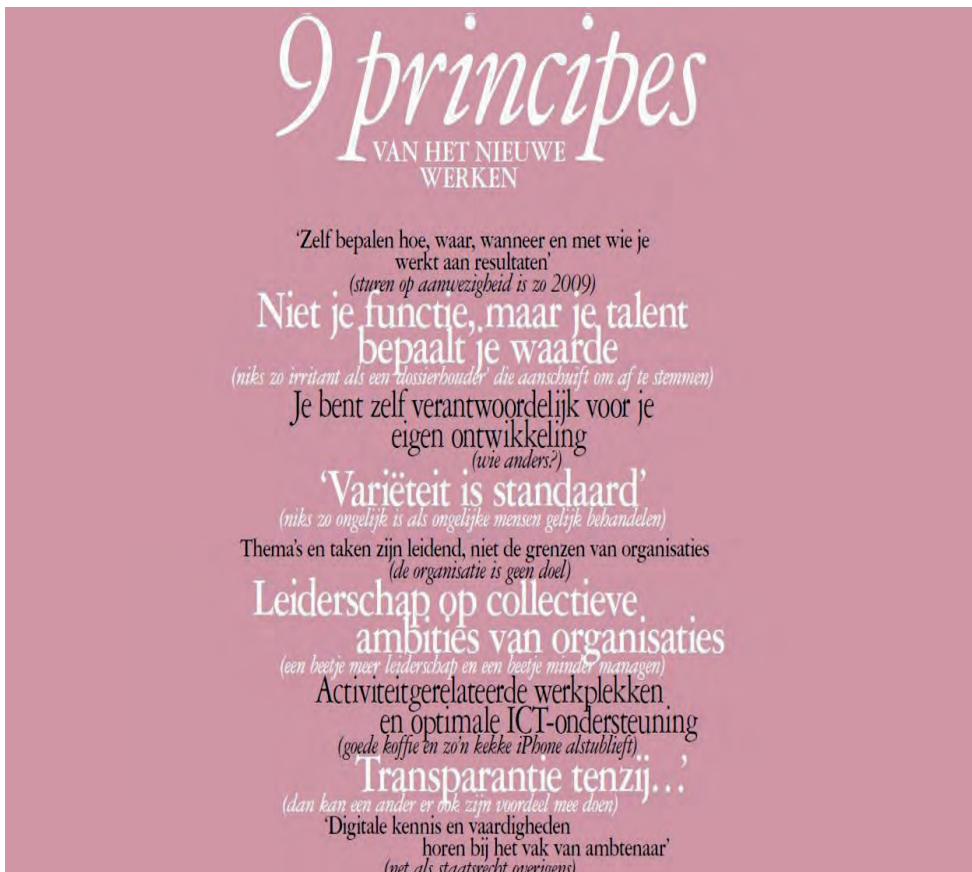 9 principes
VAN HET NIEUWE
WERKEN
‘Zelf bepalen hoe, waar, wanneer en met wie je
werkt aan resultaten’
(sturen op aanwezigheid is zo 2009)
Niet je functie, maar je talent
bepaalt je waarde
(niks zo irritant als een ‘dossierhouder’ die aanschuift om af te stemmen)
Je bent zelf verantwoordelijk voor je
eigen ontwikkeling
(wie anders?)
‘Variëteit is standaard’
(niks zo ongelijk is als ongelijke mensen gelijk behandelen)
Thema’s en taken zijn leidend, niet de grenzen van organisaties
(de organisatie is geen doel)
Leiderschap op collectieve
ambities van organisaties
(een beetje meer leiderschap en een beetje minder managen)
Activiteitgerelateerde werkplekken
en optimale ICT-ondersteuning
(goede koffie en zo’n kekke iPhone alstublieft)
Transparantie tenzij…’
(dan kan een ander er ook zijn voordeel mee doen)
‘Digitale kennis en vaardigheden
horen bij het vak van ambtenaar’
(net als staatsrecht overigens)